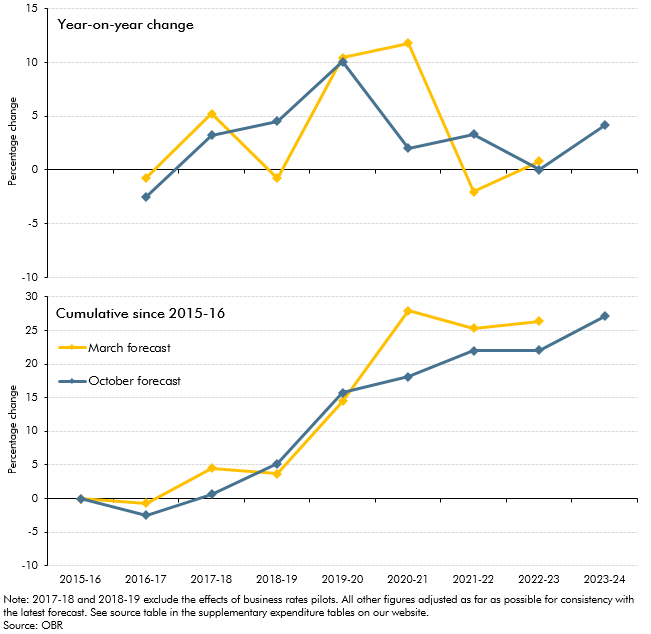 15
Year-on-year change
10
5
0
-5
-10
Percentage change
30
Cumulative since 2015-16
25
March forecast
20
October forecast
15
10
5
0
-5
-10
Percentage change
2015-16 2016-17 2017-18 2018-19 2019-20 2020-21 2021-22 2022-23 2023-24
Note: 2017-18 and 2018-19 exclude the effects of business rates pilots. All other figures adjusted as far as possible for consistency with
the latest forecast. See source table in the supplementary expenditure tables on our website.
Source: OBR